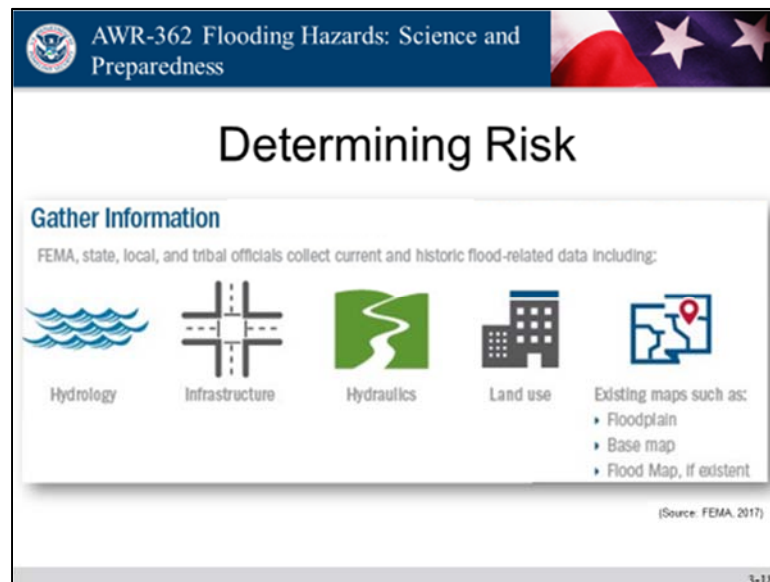 AWR-362 Flooding Hazards: Science and
Preparedness
Determining Risk
Gather Information
FEMA, state, local, and tribal officials collect current and historic flood-related data including:
Hydrology
Infrastructure
Hydraulics
Land use
Existing maps such as:
Floodplain
Base map
Flood Map, if existent
(Source: FEMA, 2017)